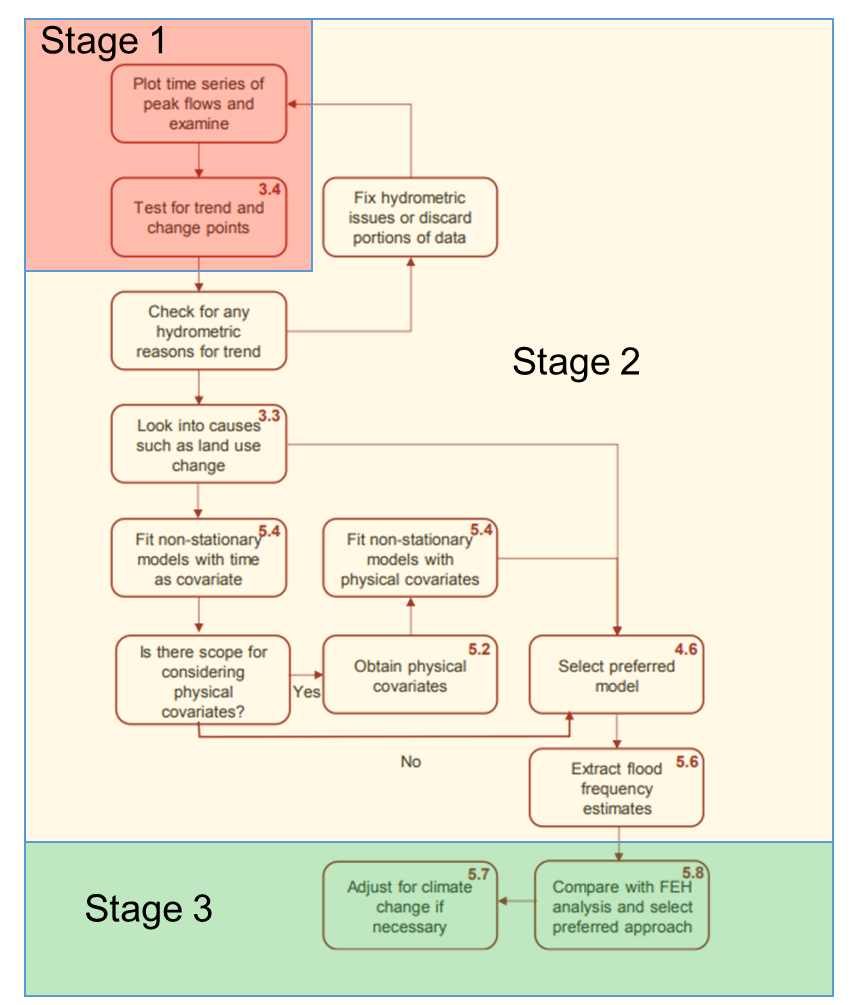 Stage 1
Plot time series of
peak flows and
examine
3.4
Test for trend and
change points
Fix hydrometric
issues or discard
portions of data
Check for any
hydrometric
reasons for trend
Stage 2
3.3
Look into causes
such as land use
change
5.4
Fit non-stationary
models with time
as covariate
5.4
Fit non-stationary
models with
physical covariates
Is there scope for
considering
physical
covariates?
Yes
5.2
Obtain physical
covariates
4.6
Select preferred
model
No
5.6
Extract flood
frequency
estimates
Stage 3
5.7
Adjust for climate
change if
necessary
5.8
Compare with FEH
analysis and select
preferred approach